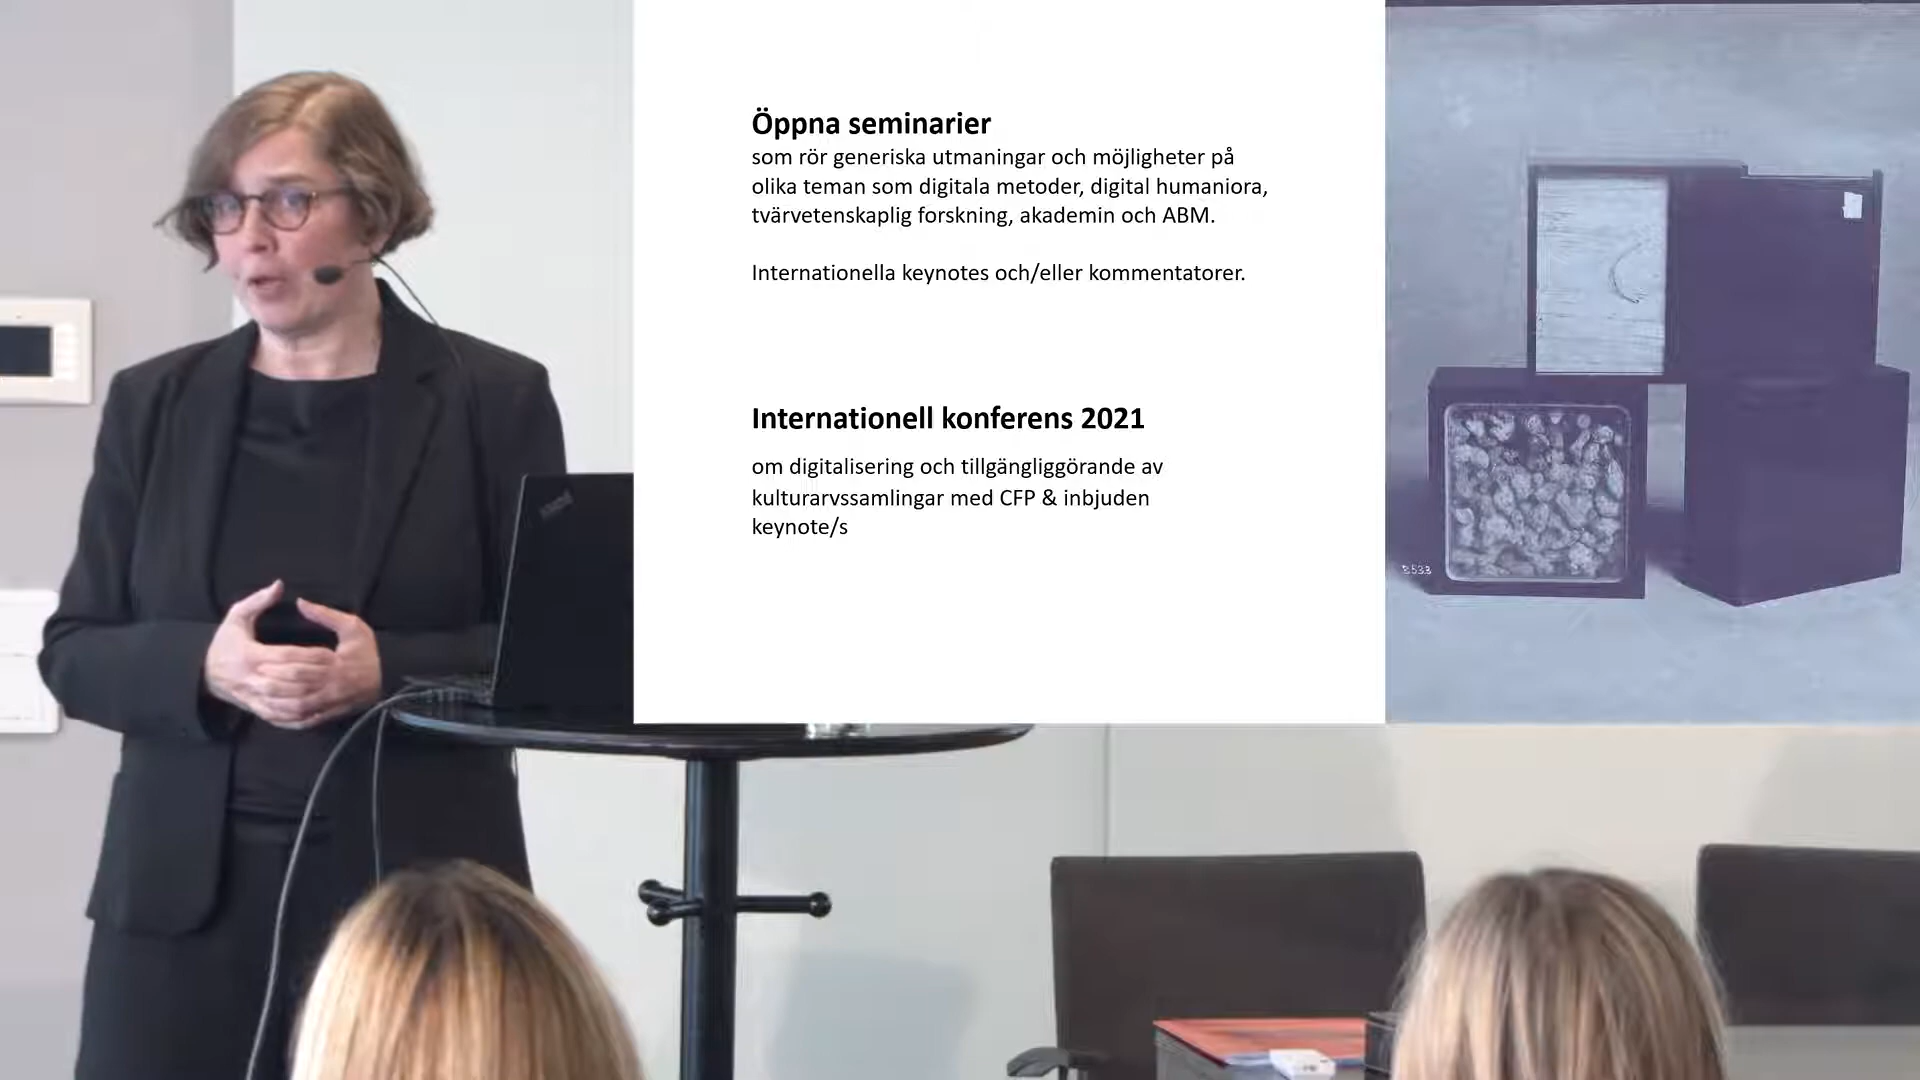 Öppna seminarier
som rör generiska utmaningar och möjligheter på
olika teman som digitala metoder, digital humaniora,
tvärvetenskaplig forskning, akademin och ABM.
Internationella keynotes och/eller kommentatorer.
Internationell konferens 2021
om digitalisering och tillgängliggörande av
kulturarvssamlingar med CFP & inbjuden
keynote/s